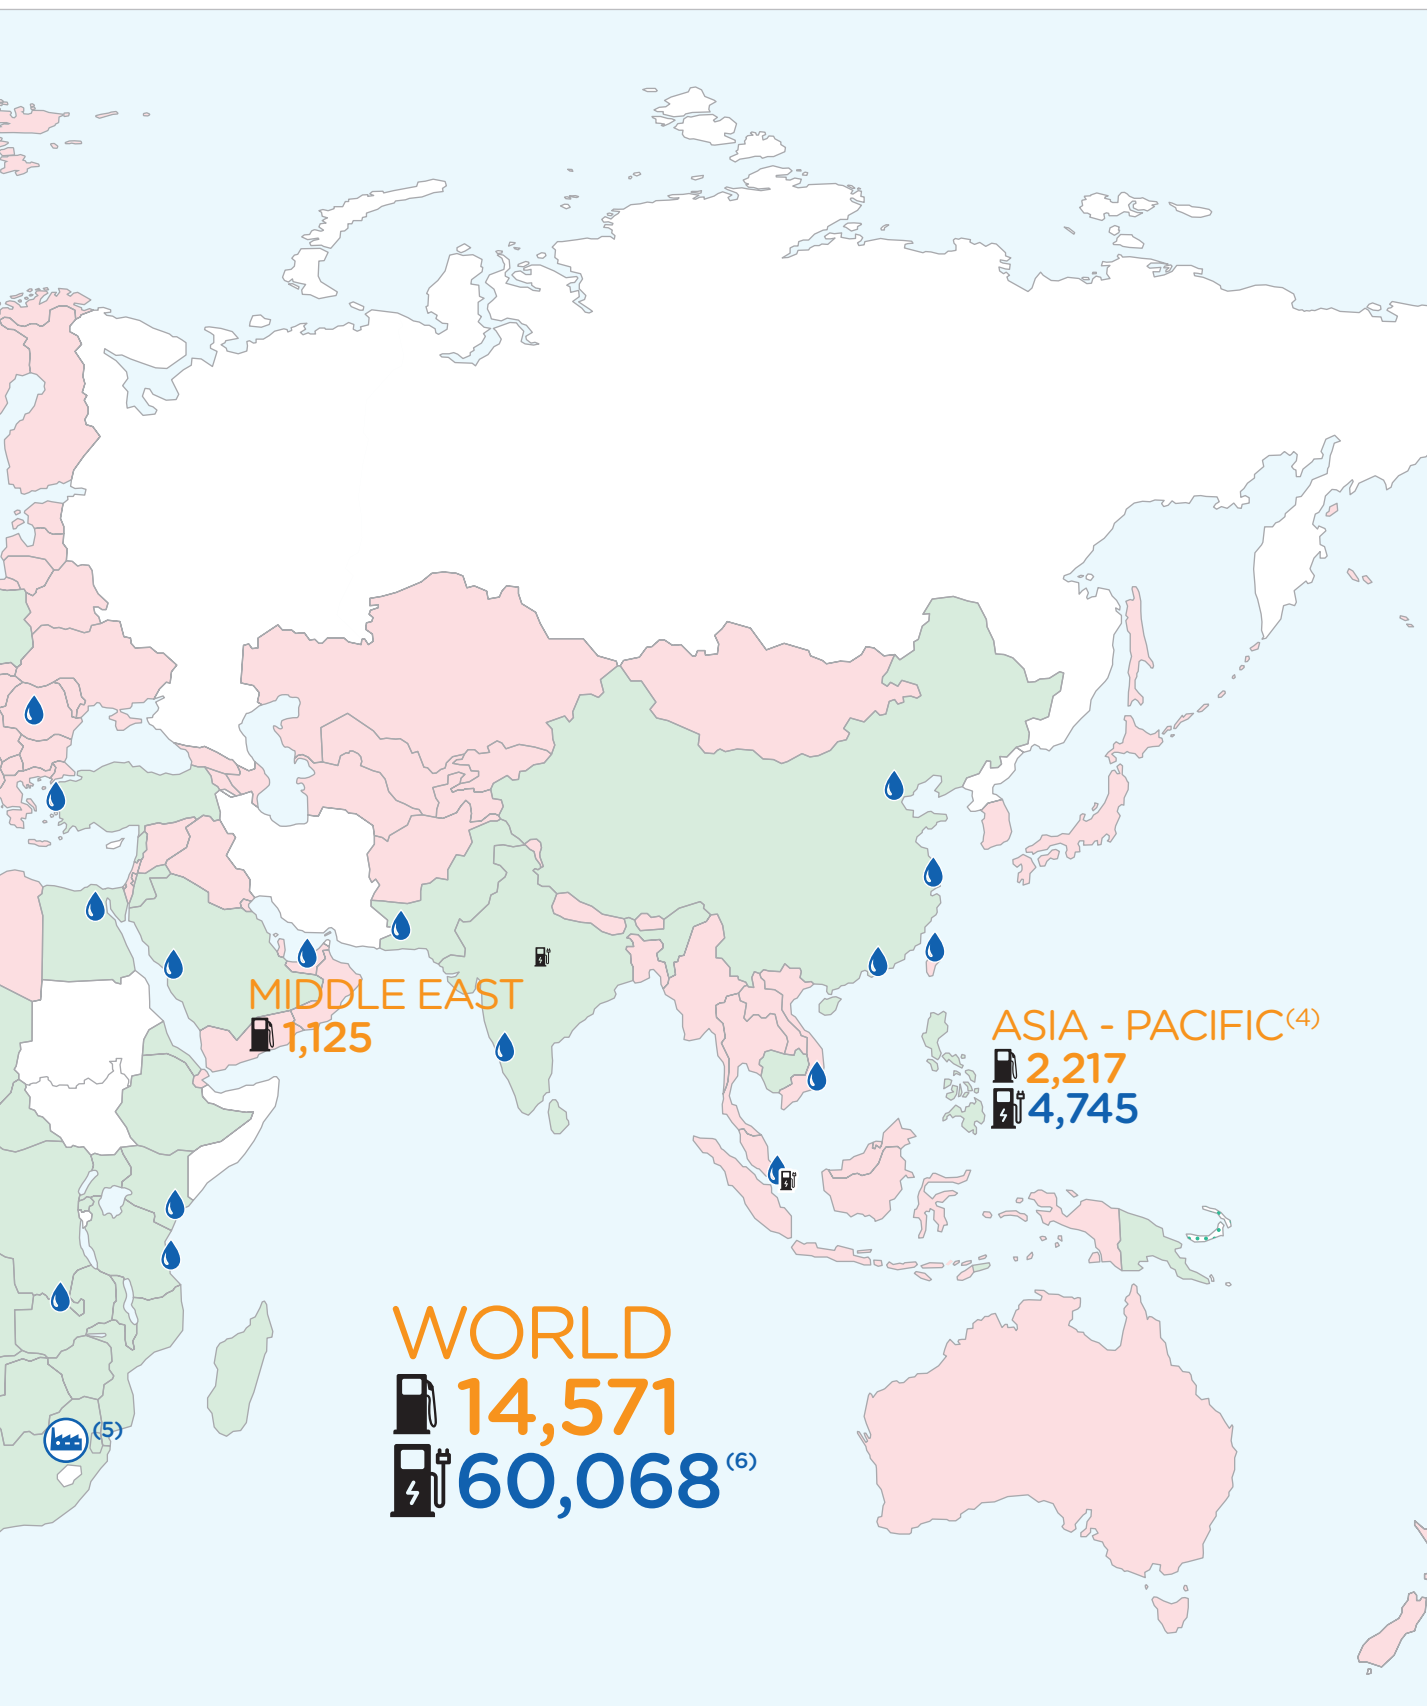 MIDDLE EAST
1,125
ASIA - PACIFIC(4)
2,217
4,745
WORLD
14,571
60,068(6)
(5)